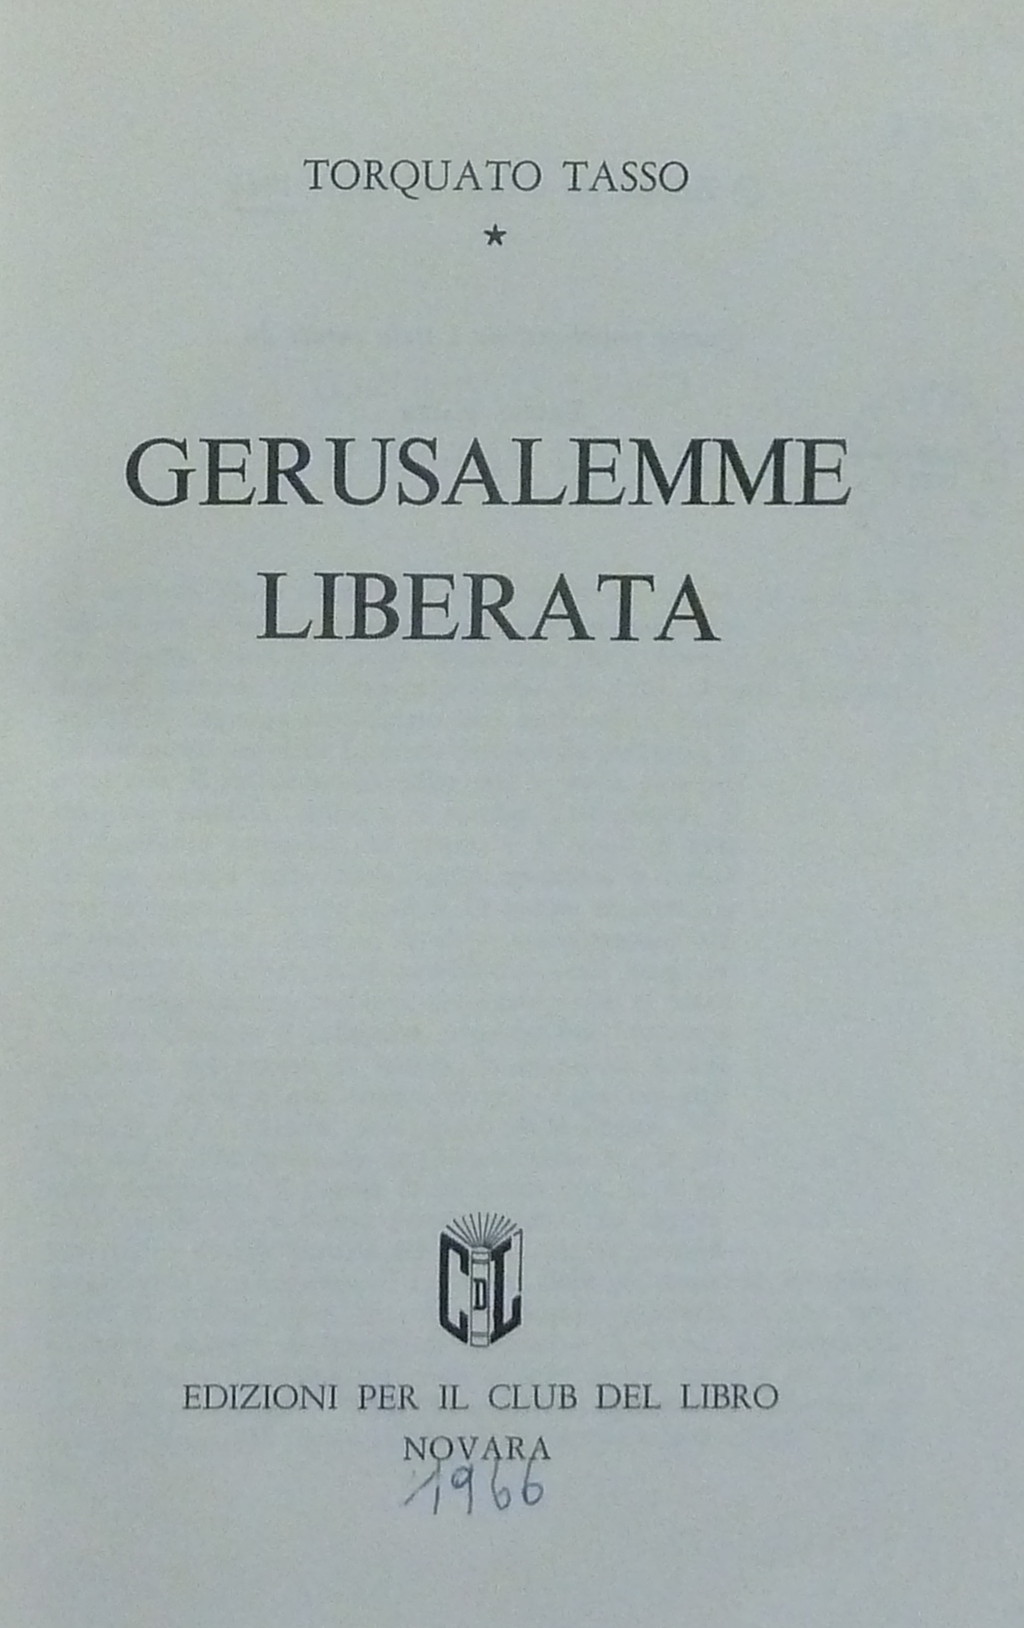 TORQUATO TASSO
★
GERUSALEMME
LIBERATA
CDL
EDIZIONI PER IL CLUB DEL LIBRO
NOVARA
1966